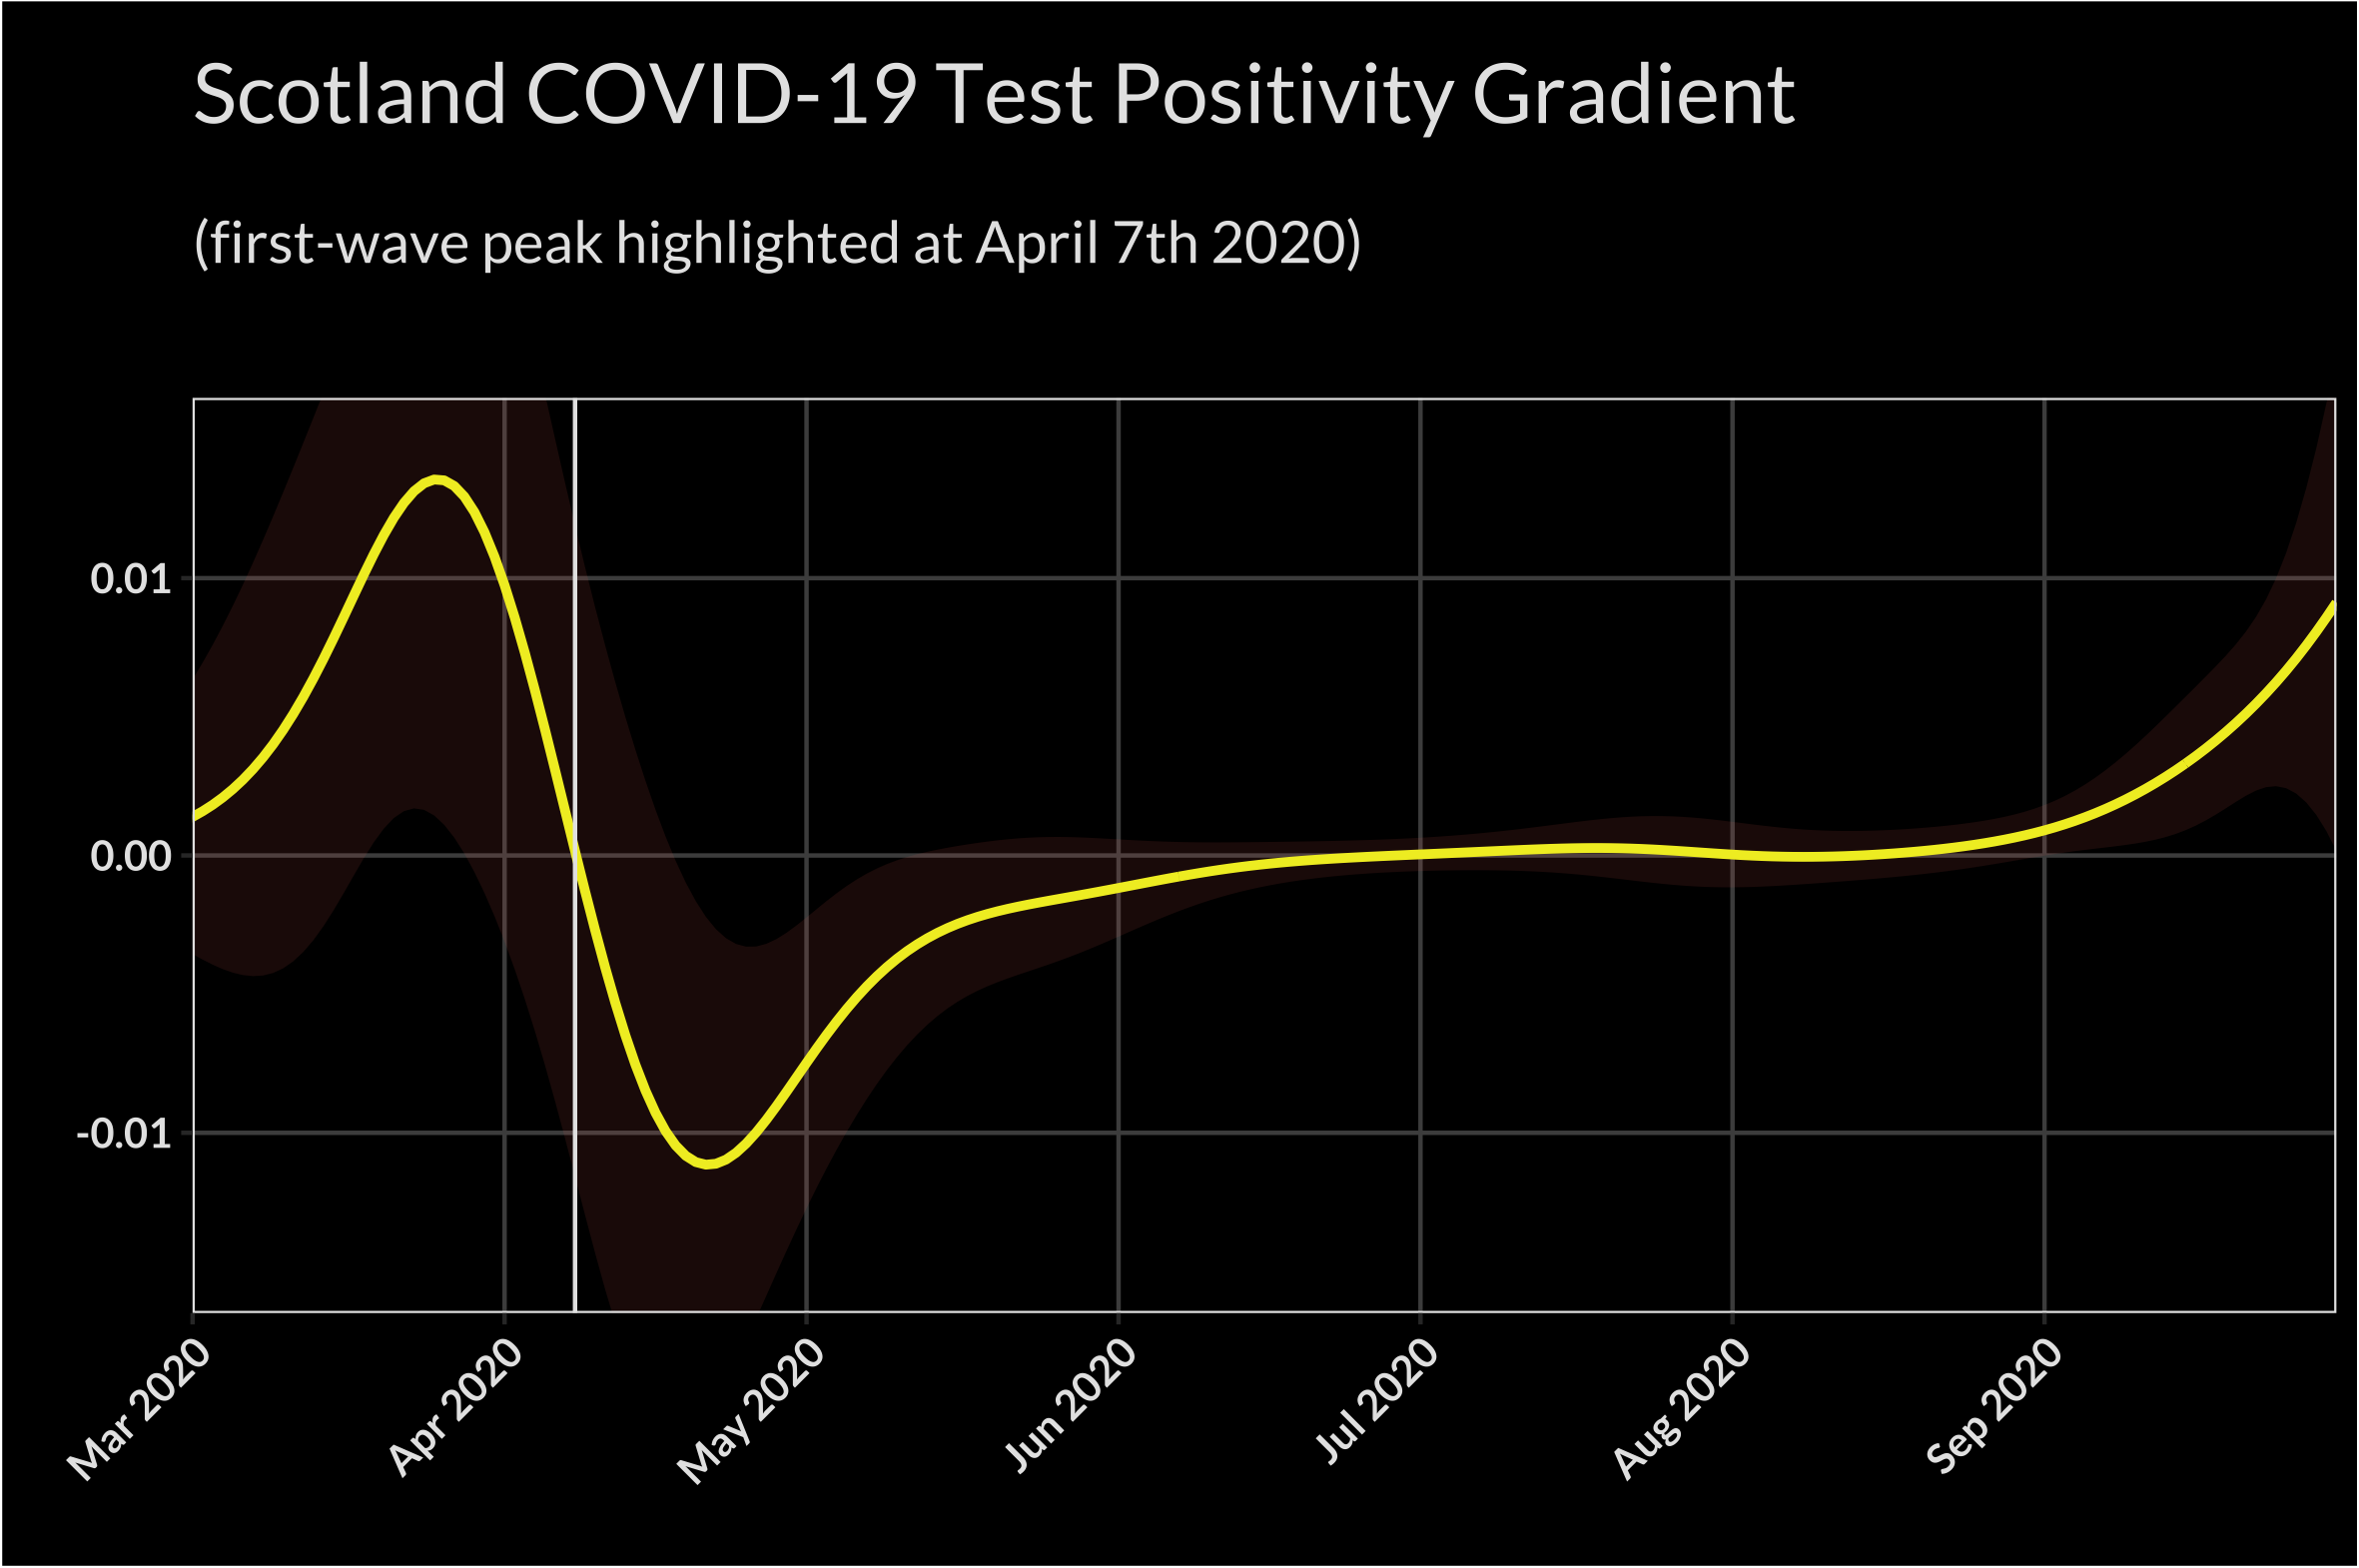 Scotland COVID-19 Test Positivity Gradient
(first-wave peak highlighted at April 7th 2020)
0.01
0.00
-0.01
Mar 2020
Apr 2020
May 2020
Jun 2020
Jul 2020
Aug 2020
Sep 2020